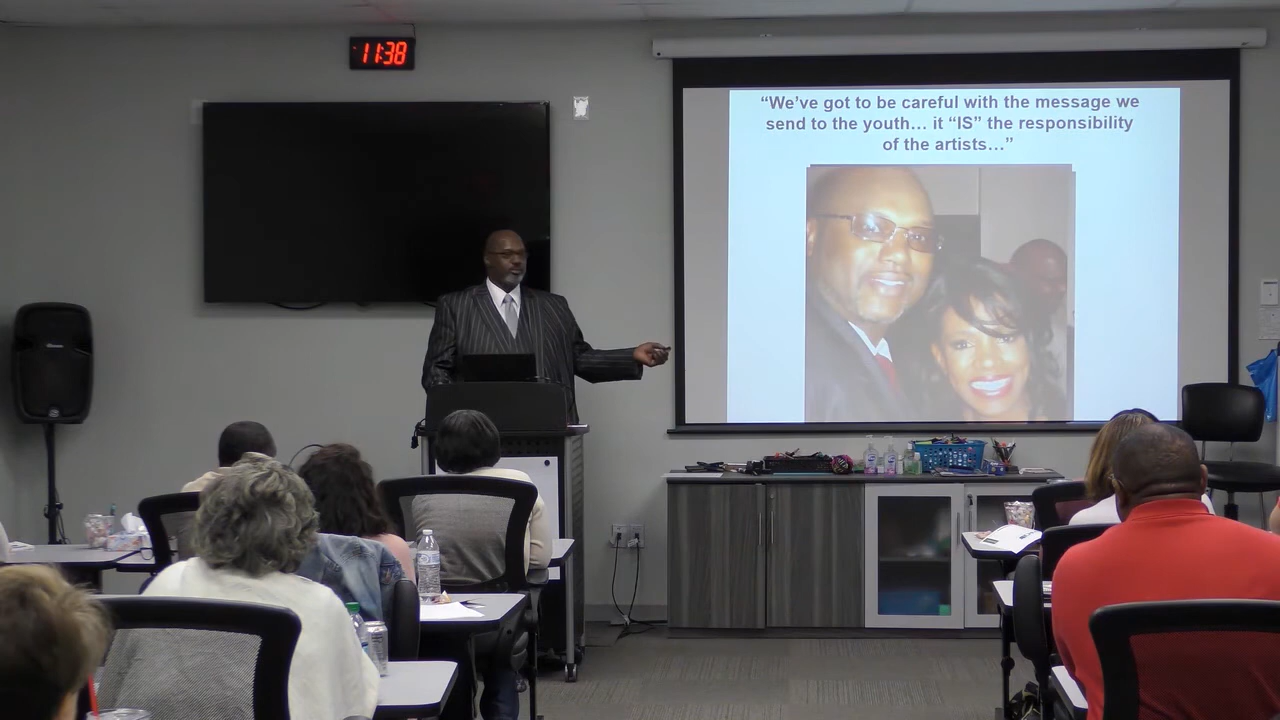 11:38
“We’ve got to be careful with the message we
send to the youth… it “IS” the responsibility
of the artists…”